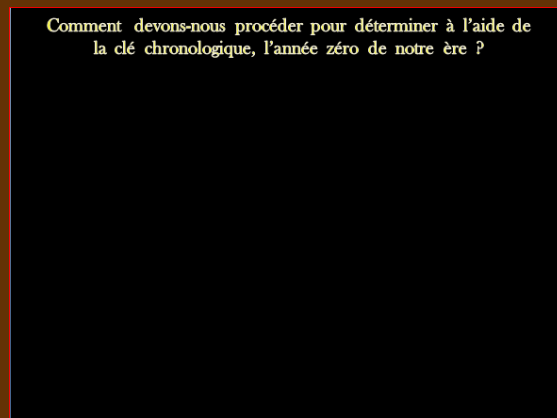 Comment devons-nous procéder pour déterminer à l'aide de
la clé chronologique, l'année zéro de notre ère ?